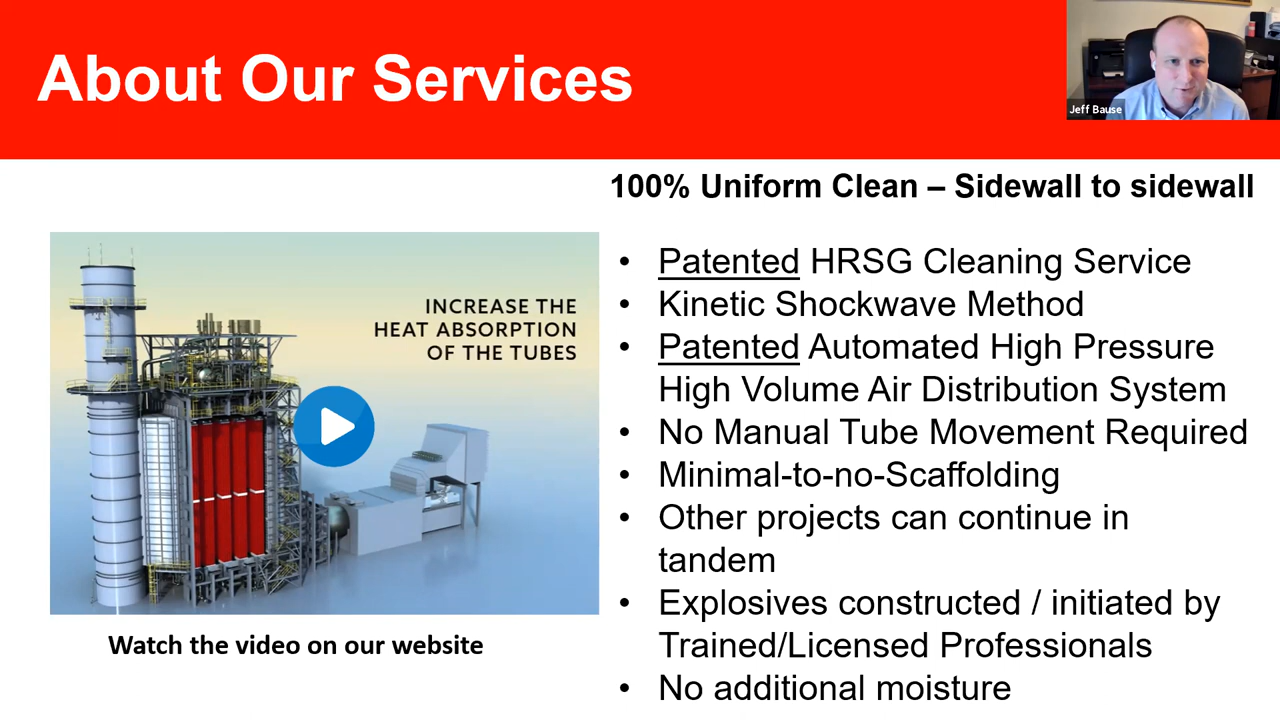 About Our Services
Jeff Bause
100% Uniform Clean – Sidewall to sidewall
INCREASE THE
HEAT ABSORPTION
OF THE TUBES
Watch the video on our website
• Patented HRSG Cleaning Service
• Kinetic Shockwave Method
• Patented Automated High Pressure
High Volume Air Distribution System
• No Manual Tube Movement Required
• Minimal-to-no-Scaffolding
• Other projects can continue in
tandem
• Explosives constructed / initiated by
Trained/Licensed Professionals
• No additional moisture